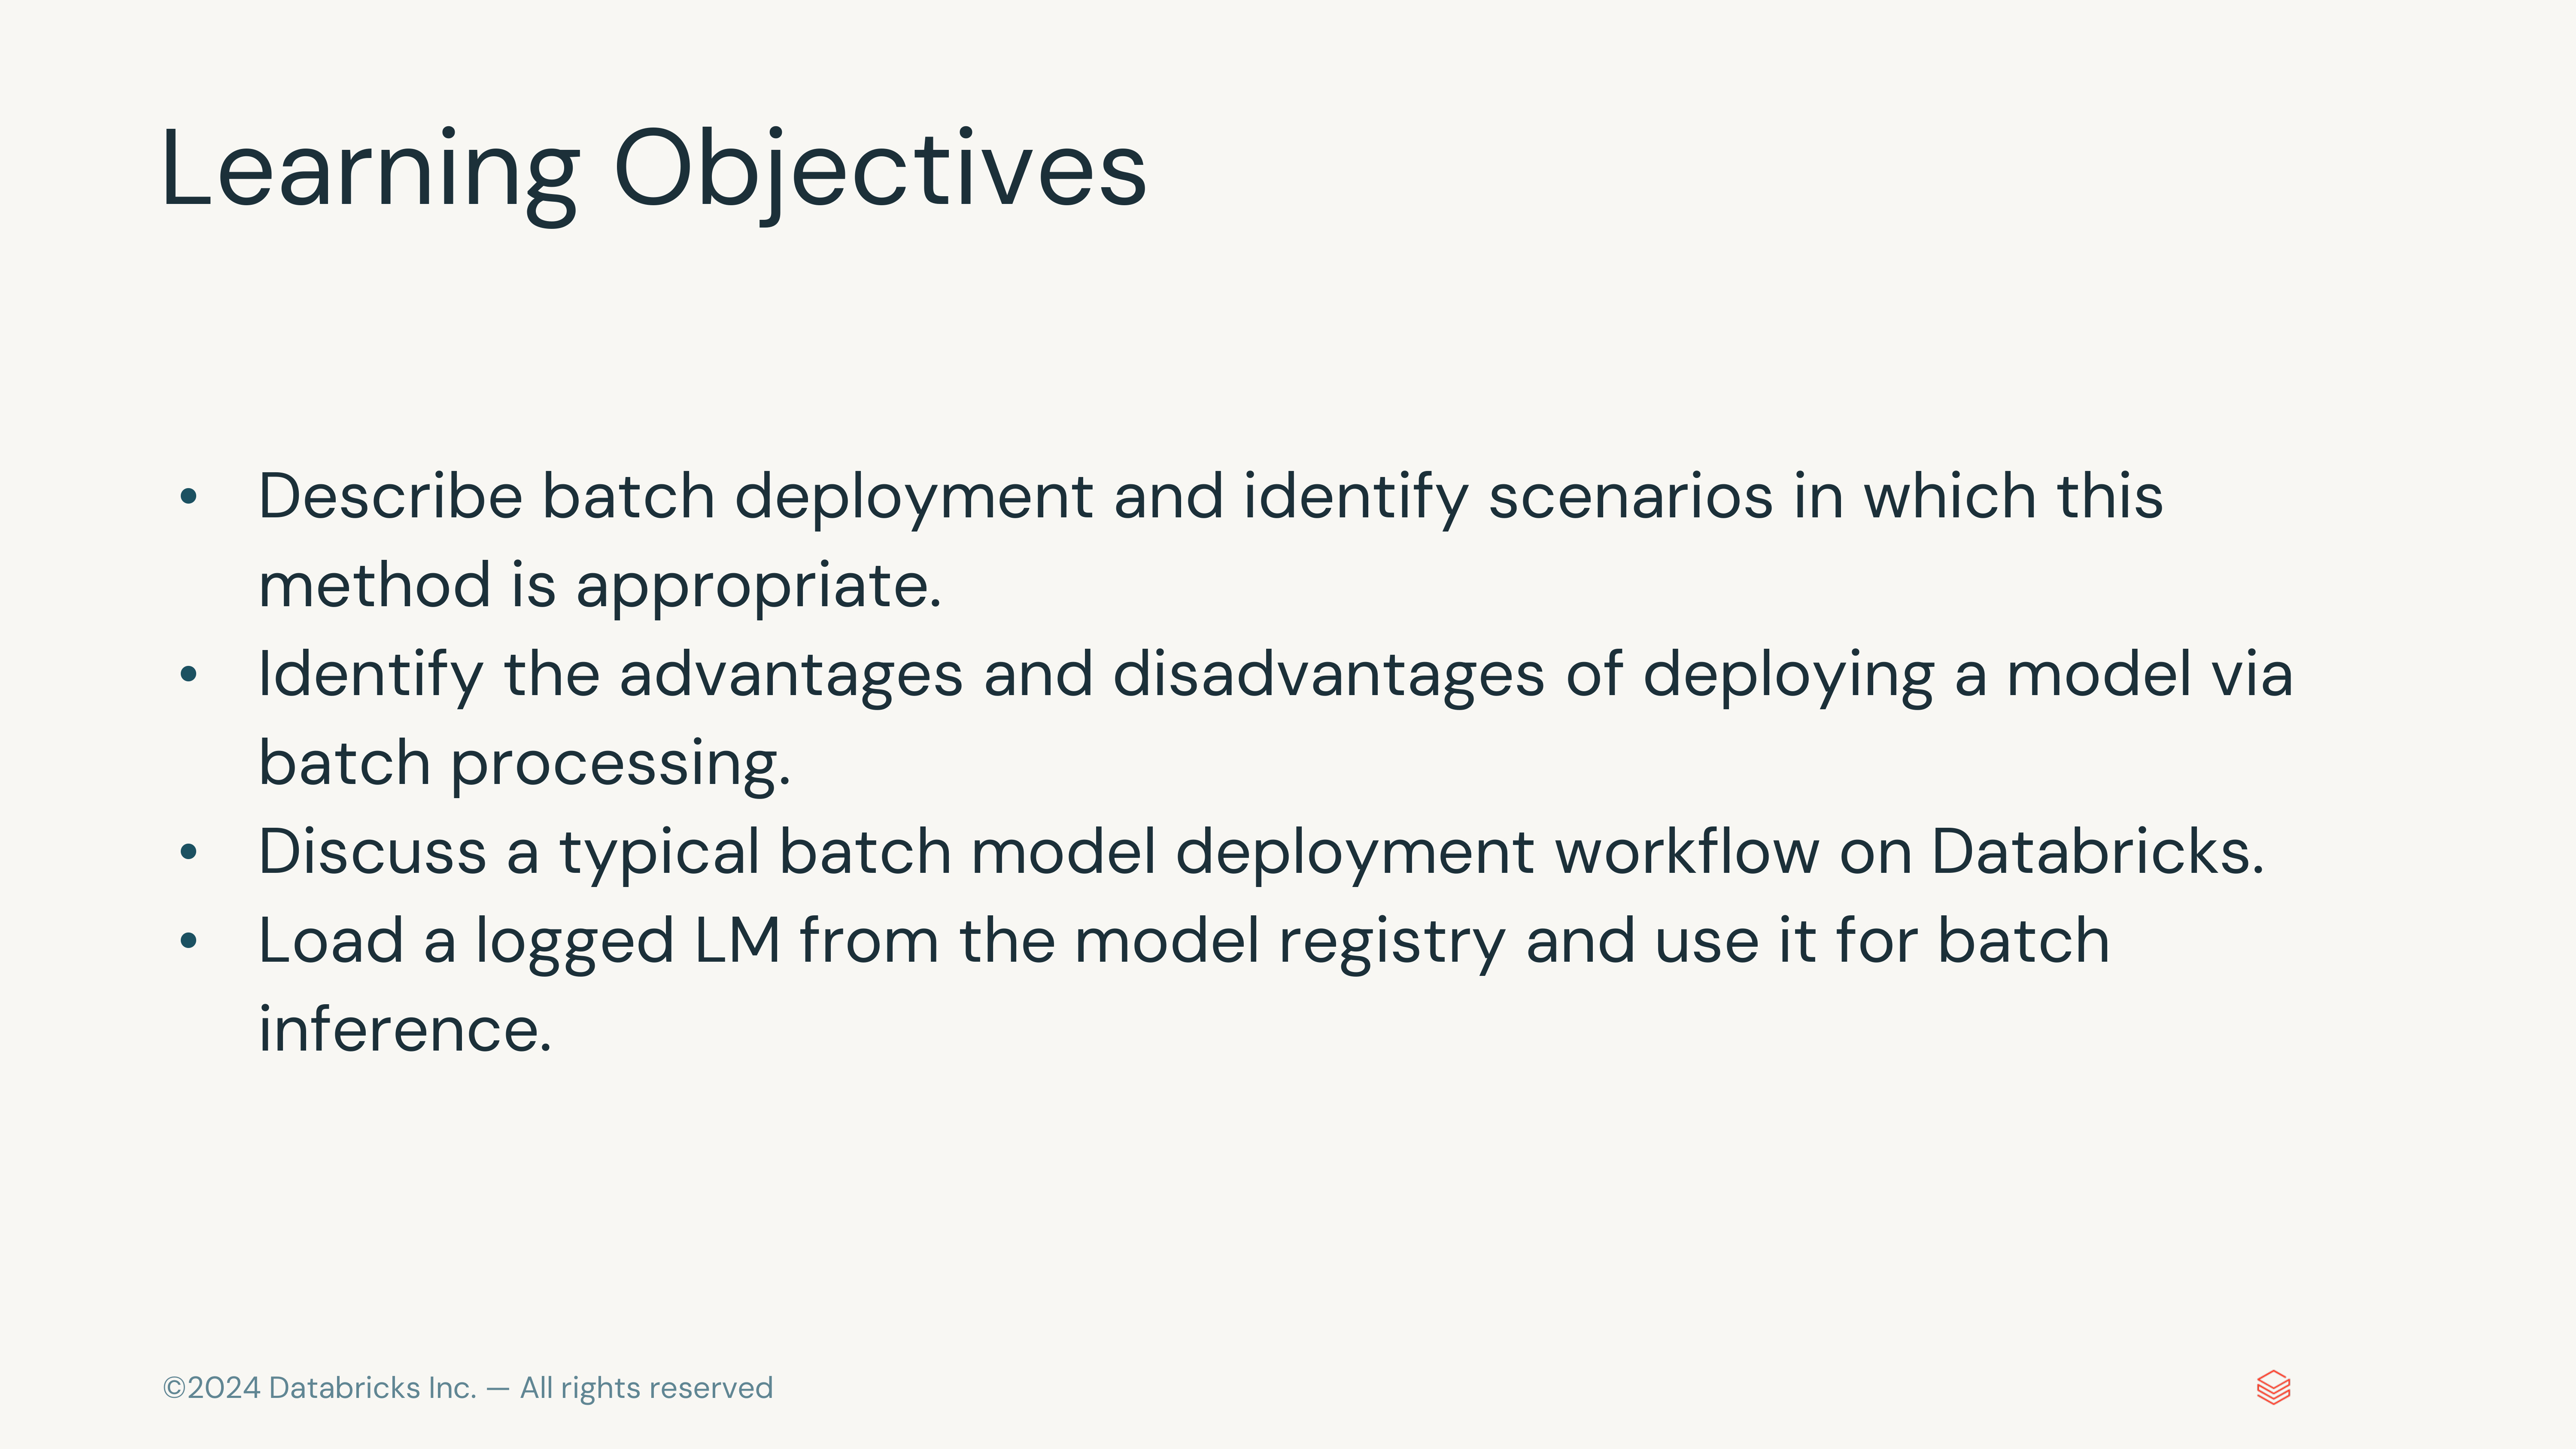 Learning Objectives
• Describe batch deployment and identify scenarios in which this
method is appropriate.
• Identify the advantages and disadvantages of deploying a model via
batch processing.
• Discuss a typical batch model deployment workflow on Databricks.
• Load a logged LM from the model registry and use it for batch
inference.
©2024 Databricks Inc. — All rights reserved